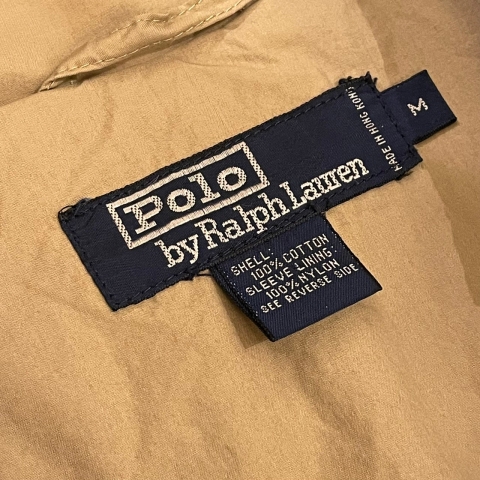 Polo
by Ralph Lauren
MADE IN HONG KONG
M
SHELL:
100% COTTON
SLEEVE LINING:
100% NYLON
SEE REVERSE SIDE